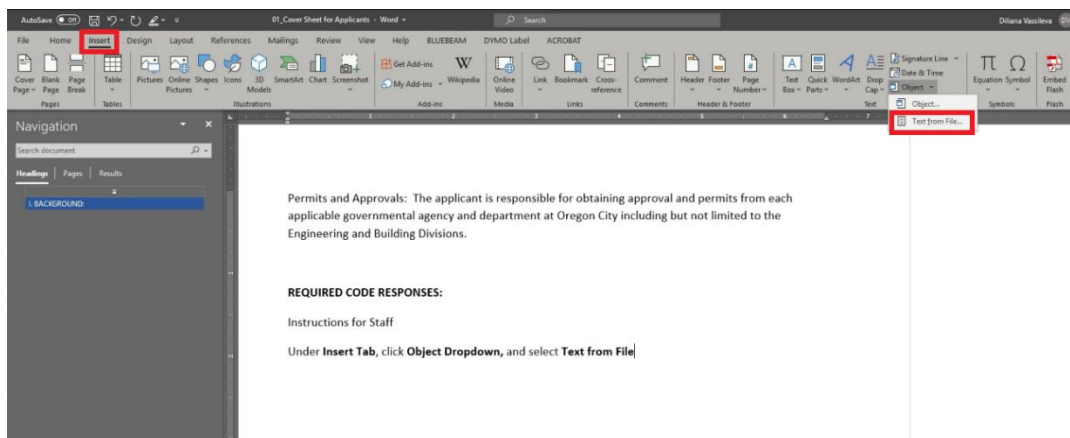 AutoSave Off 01_Cover Sheet for Applicants - Word Search Diliana Vassileva
File Home Insert Design Layout References Mailings Review View Help BLUEBEAM DYMO Label ACROBAT
Cover Page Blank Page Page Break Table Pictures Online Pictures Shapes Icons 3D Models SmartArt Chart Screenshot Get Add-ins My Add-ins Wikipedia Online Video Link Bookmark Cross-reference Comment Header Footer Page Number Text Box Quick Parts WordArt Drop Cap Signature Line Date & Time Object Equation Symbol Embed Flash
Pages Tables Illustrations Add-ins Media Links Comments Header & Footer Text Symbols Flash
Object...
Text from File...
Navigation
Search document
Headings Pages Results
I. BACKGROUND:
Permits and Approvals: The applicant is responsible for obtaining approval and permits from each
applicable governmental agency and department at Oregon City including but not limited to the
Engineering and Building Divisions.
REQUIRED CODE RESPONSES:
Instructions for Staff
Under Insert Tab, click Object Dropdown, and select Text from File